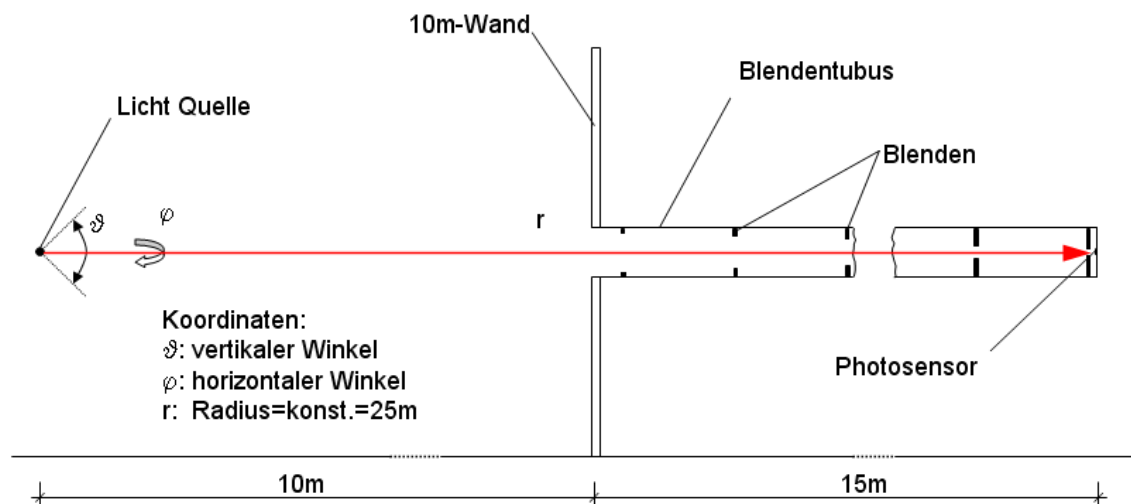 10m-Wand
Blendentubus
Licht Quelle
Blenden
ϑ
φ
r
Koordinaten:
ϑ: vertikaler Winkel
φ: horizontaler Winkel
r: Radius=konst.=25m
Photosensor
10m
15m